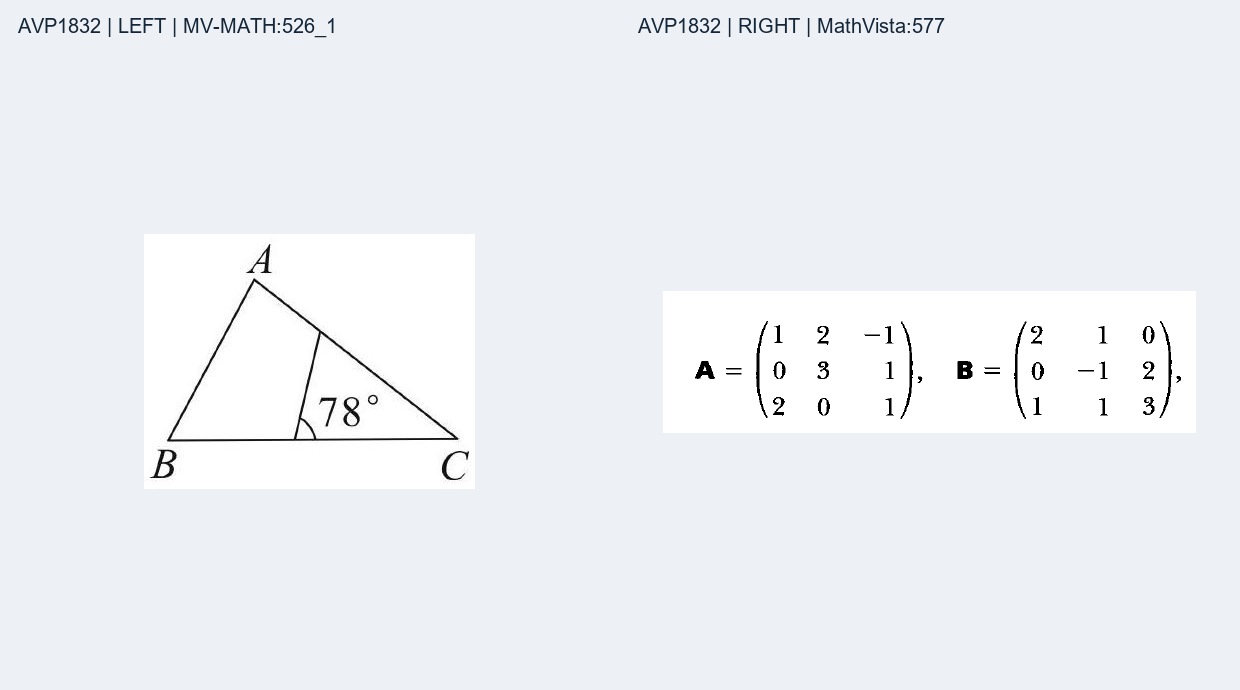 AVP1832 | LEFT | MV-MATH:526_1
AVP1832 | RIGHT | MathVista:577
A
78°
B
C
A = (1 2 −1
0 3 1
2 0 1),
B = (2 1 0
0 −1 2
1 1 3),